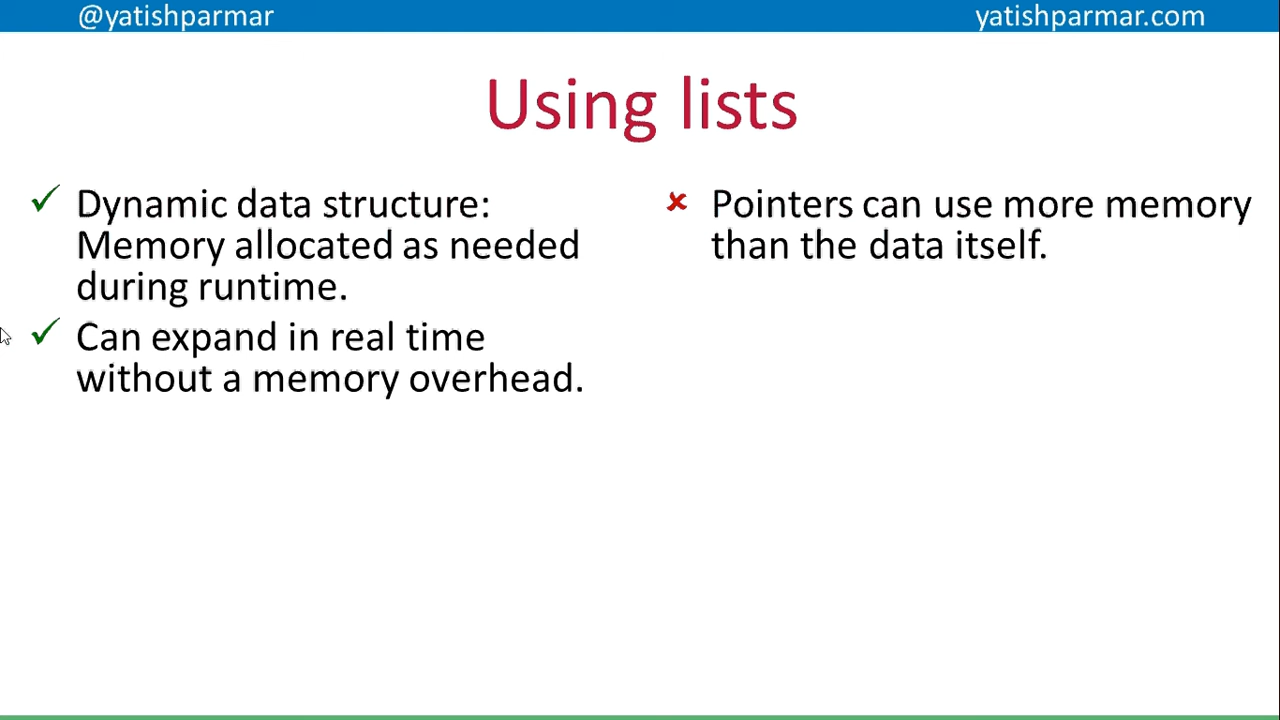 @yatishparmar
yatishparmar.com
Using lists
✓ Dynamic data structure:
Memory allocated as needed
during runtime.
✓ Can expand in real time
without a memory overhead.
✘ Pointers can use more memory
than the data itself.